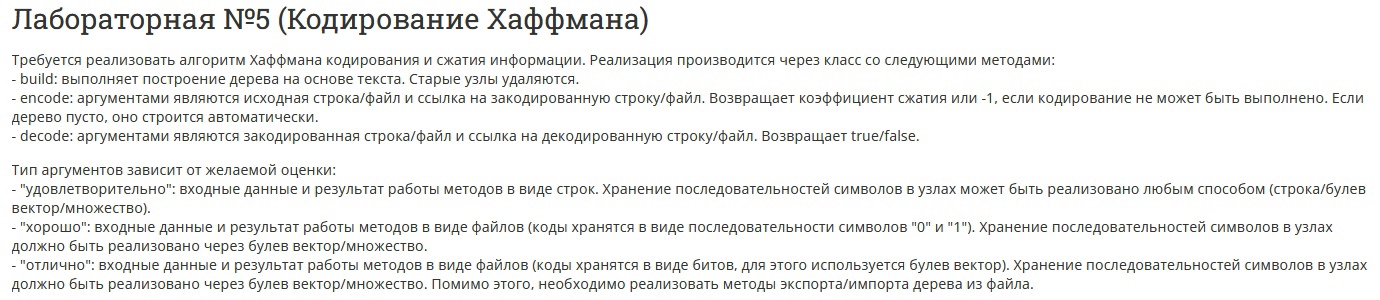 Лабораторная №5 (Кодирование Хаффмана)
Требуется реализовать алгоритм Хаффмана кодирования и сжатия информации. Реализация производится через класс со следующими методами:
- build: выполняет построение дерева на основе текста. Старые узлы удаляются.
- encode: аргументами являются исходная строка/файл и ссылка на закодированную строку/файл. Возвращает коэффициент сжатия или -1, если кодирование не может быть выполнено. Если
дерево пусто, оно строится автоматически.
- decode: аргументами являются закодированная строка/файл и ссылка на декодированную строку/файл. Возвращает true/false.
Тип аргументов зависит от желаемой оценки:
- "удовлетворительно": входные данные и результат работы методов в виде строк. Хранение последовательностей символов в узлах может быть реализовано любым способом (строка/булев
вектор/множество).
- "хорошо": входные данные и результат работы методов в виде файлов (коды хранятся в виде последовательности символов "0" и "1"). Хранение последовательностей символов в узлах
должно быть реализовано через булев вектор/множество.
- "отлично": входные данные и результат работы методов в виде файлов (коды хранятся в виде битов, для этого используется булев вектор). Хранение последовательностей символов в узлах
должно быть реализовано через булев вектор/множество. Помимо этого, необходимо реализовать методы экспорта/импорта дерева из файла.